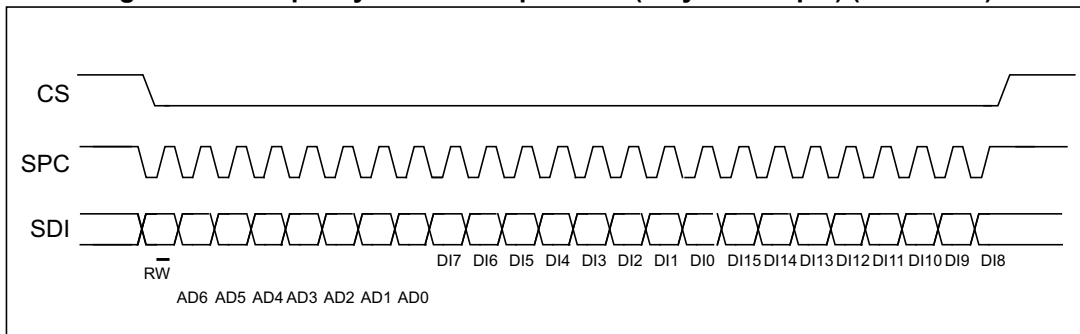 CS
SPC
SDI
RW
DI7 DI6 DI5 DI4 DI3 DI2 DI1 DI0 DI15 DI14 DI13 DI12 DI11 DI10 DI9 DI8
AD6 AD5 AD4 AD3 AD2 AD1 AD0